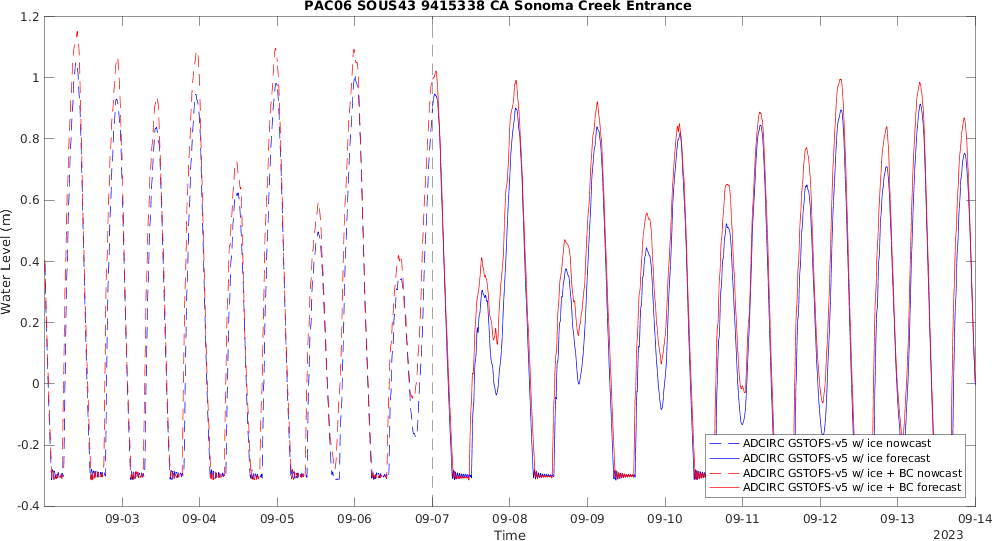 PAC06 SOUS43 9415338 CA Sonoma Creek Entrance
1.2
1
0.8
0.6
0.4
0.2
0
-0.2
-0.4
Water Level (m)
ADCIRC GSTOFS-v5 w/ ice nowcast
ADCIRC GSTOFS-v5 w/ ice forecast
ADCIRC GSTOFS-v5 w/ ice + BC nowcast
ADCIRC GSTOFS-v5 w/ ice + BC forecast
09-03 09-04 09-05 09-06 09-07 09-08 09-09 09-10 09-11 09-12 09-13 09-14
Time
2023